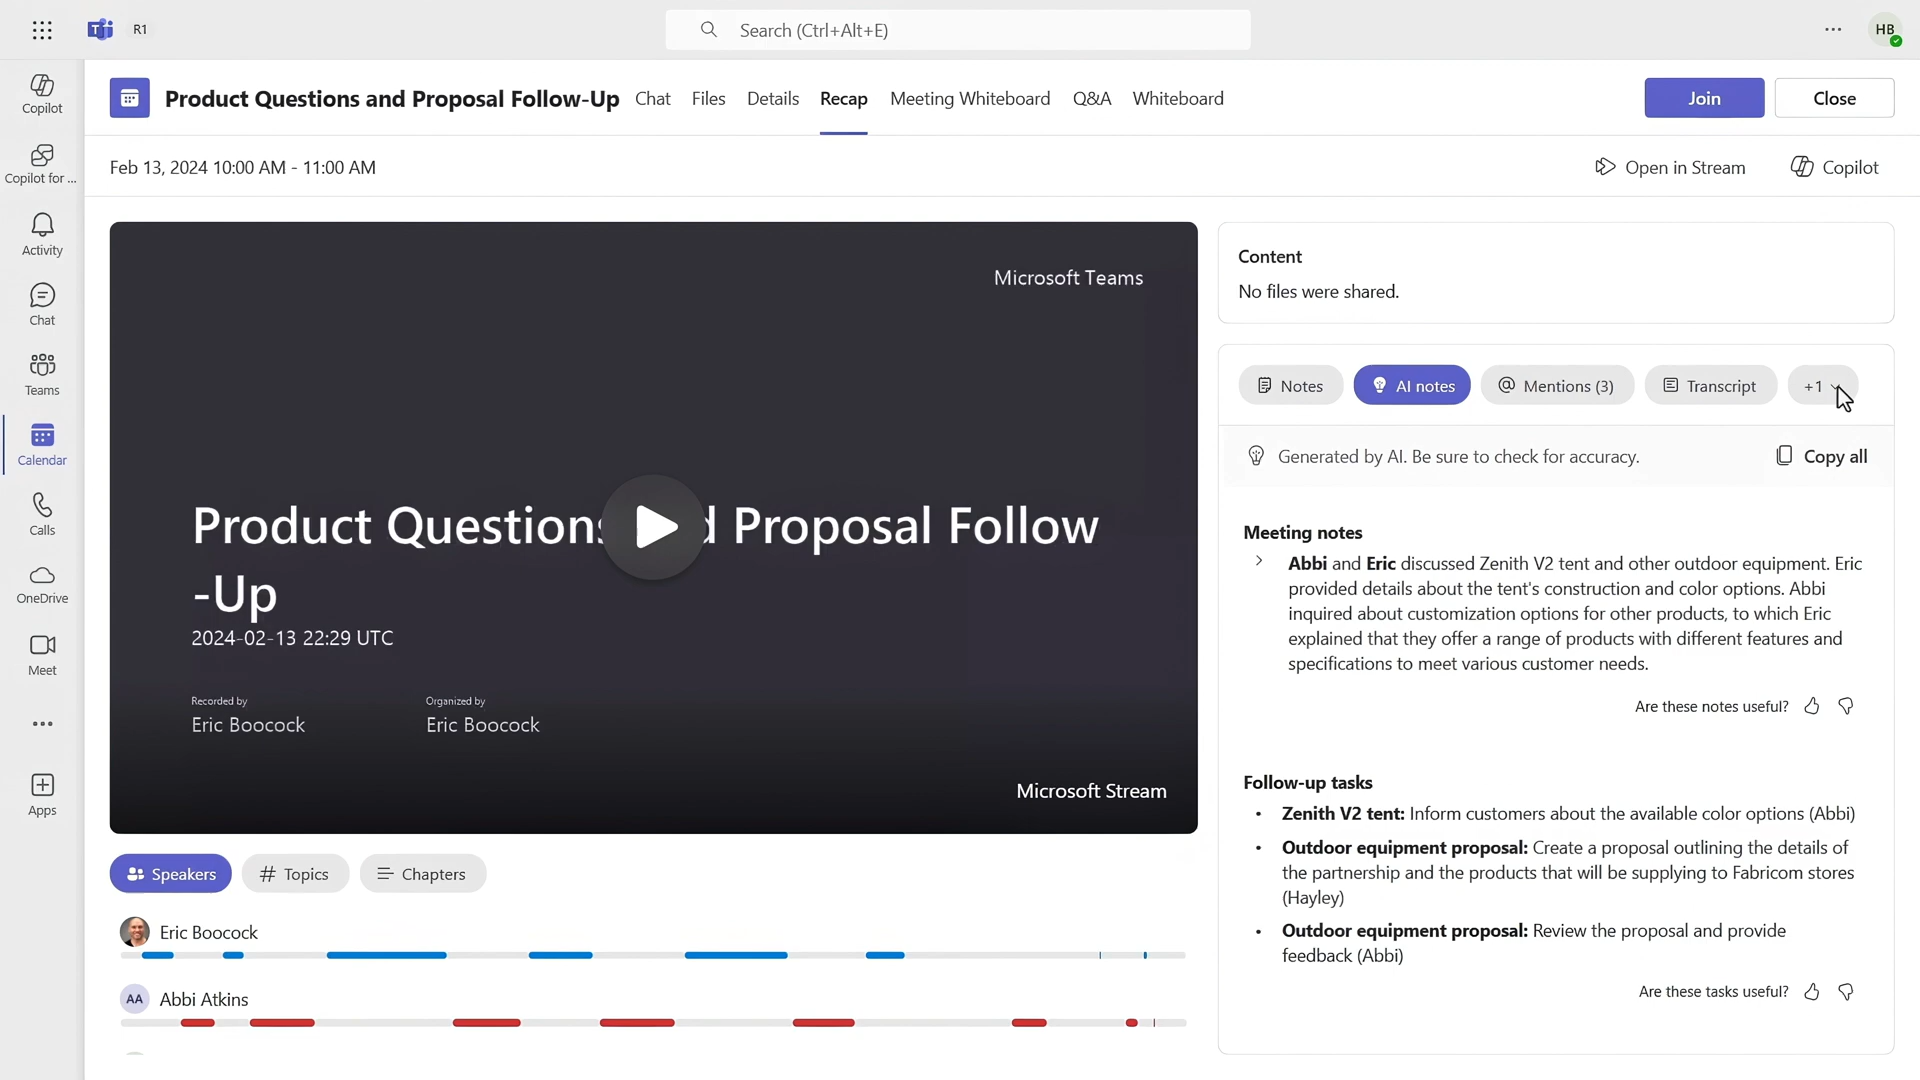 R1
Search (Ctrl+Alt+E)
HB
Copilot
Copilot for ...
Activity
Chat
Teams
Calendar
Calls
OneDrive
Meet
Apps
Product Questions and Proposal Follow-Up
Chat
Files
Details
Recap
Meeting Whiteboard
Q&A
Whiteboard
Join
Close
Feb 13, 2024 10:00 AM - 11:00 AM
Open in Stream
Copilot
Microsoft Teams
Product Questions d Proposal Follow
-Up
2024-02-13 22:29 UTC
Recorded by
Eric Boocock
Organized by
Eric Boocock
Microsoft Stream
Speakers
# Topics
Chapters
Eric Boocock
AA
Abbi Atkins
Content
No files were shared.
Notes
AI notes
@ Mentions (3)
Transcript
+1
Generated by AI. Be sure to check for accuracy.
Copy all
Meeting notes
Abbi and Eric discussed Zenith V2 tent and other outdoor equipment. Eric
provided details about the tent's construction and color options. Abbi
inquired about customization options for other products, to which Eric
explained that they offer a range of products with different features and
specifications to meet various customer needs.
Are these notes useful?
Follow-up tasks
• Zenith V2 tent: Inform customers about the available color options (Abbi)
• Outdoor equipment proposal: Create a proposal outlining the details of
the partnership and the products that will be supplying to Fabricom stores
(Hayley)
• Outdoor equipment proposal: Review the proposal and provide
feedback (Abbi)
Are these tasks useful?